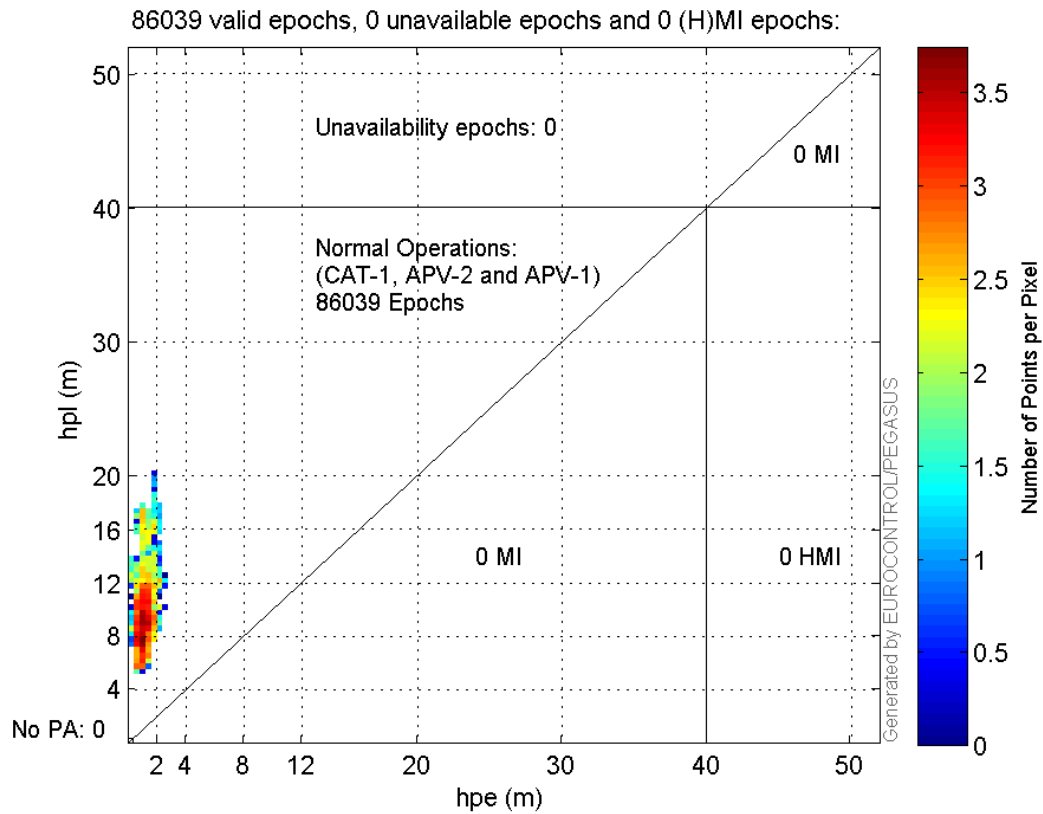 86039 valid epochs, 0 unavailable epochs and 0 (H)MI epochs:
50
40
30
20
16
12
8
4
hpl (m)
No PA: 0
Unavailability epochs: 0
0 MI
Normal Operations:
(CAT-1, APV-2 and APV-1)
86039 Epochs
0 MI
0 HMI
2
4
8
12
20
30
40
50
hpe (m)
Generated by EUROCONTROL/PEGASUS
3.5
3
2.5
2
1.5
1
0.5
0
Number of Points per Pixel